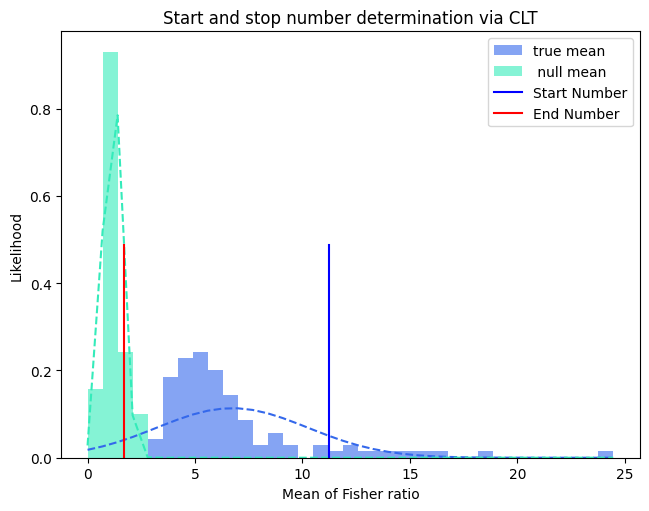 Start and stop number determination via CLT
true mean
null mean
Start Number
End Number
0.8
0.6
0.4
0.2
0.0
Likelihood
0 5 10 15 20 25
Mean of Fisher ratio